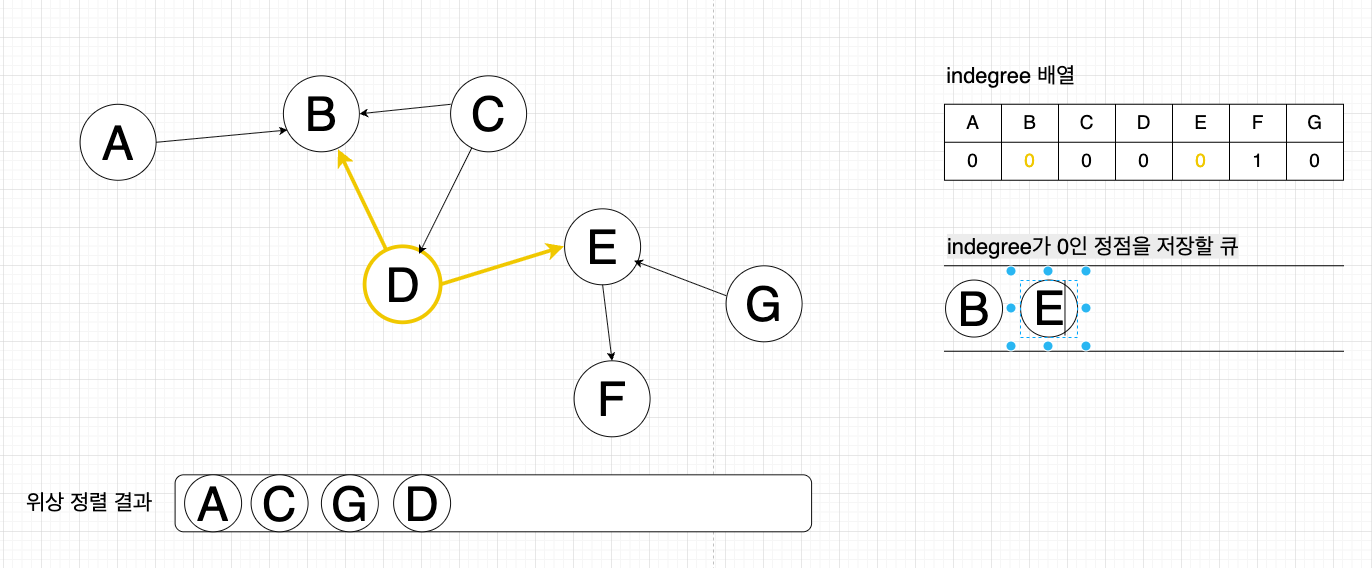 A
B
C
D
E
G
F
위상 정렬 결과
A C G D
indegree 배열
A B C D E F G
0 0 0 0 0 1 0
indegree가 0인 정점을 저장할 큐
B E